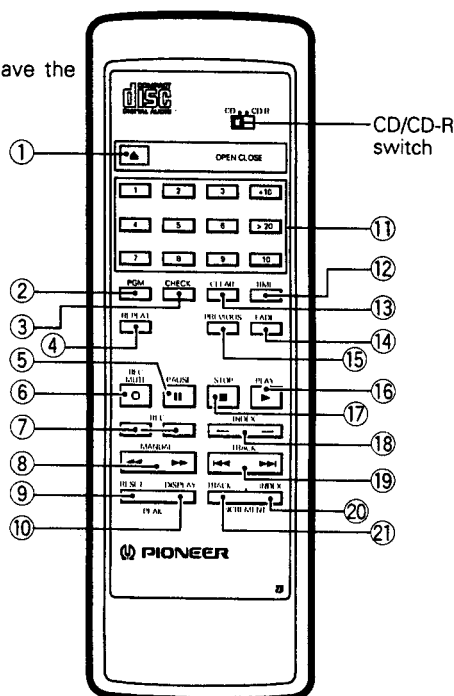 ave the
COMPACT
disc
DIGITAL AUDIO
CD CD-R
CD/CD-R
switch
① OPEN CLOSE
1 2 3 +10
4 5 6 >20
⑪
7 8 9 10
⑫
② PGM CHECK CLEAR TIME
⑬
③
REPEAT PREVIOUS FADE
④ ⑭
⑮
⑤
REC MUTE PAUSE STOP PLAY
⑥ ⑯
⑰
⑦ REC INDEX
⑱
⑧ MANUAL TRACK
⑲
⑨ RESET DISPLAY TRACK INDEX
⑳
⑩ PEAK INCREMENT
㉑
PIONEER